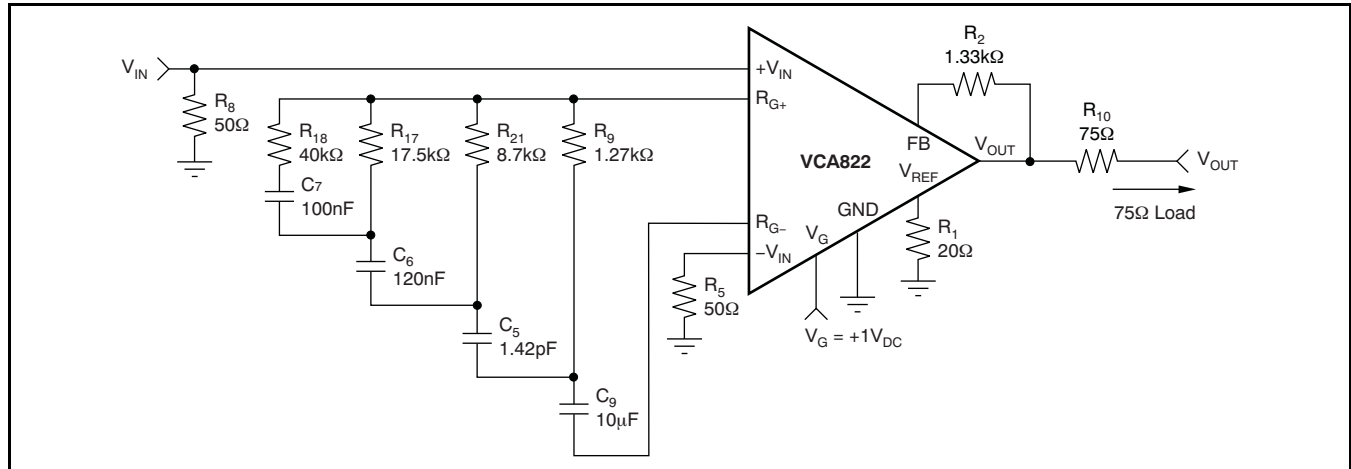 V_IN
R_8
50Ω
R_18
40kΩ
C_7
100nF
R_17
17.5kΩ
C_6
120nF
R_21
8.7kΩ
C_5
1.42pF
R_9
1.27kΩ
C_9
10μF
+V_IN
R_G+
R_G−
−V_IN
R_5
50Ω
VCA822
FB
V_OUT
V_REF
GND
V_G
V_G = +1V_DC
R_2
1.33kΩ
R_1
20Ω
R_10
75Ω
V_OUT
75Ω Load